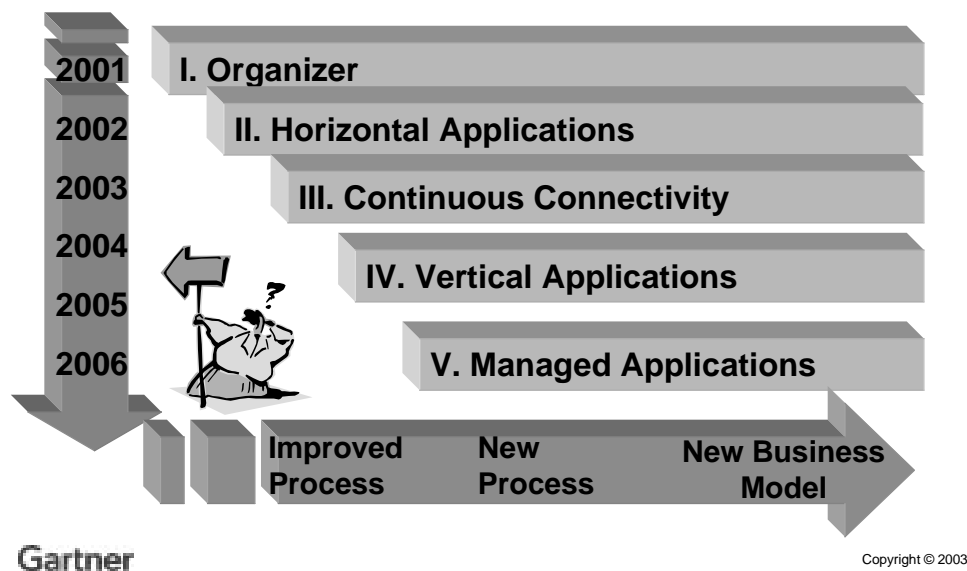 2001
I. Organizer
2002
II. Horizontal Applications
2003
III. Continuous Connectivity
2004
IV. Vertical Applications
2005
2006
V. Managed Applications
?
Improved
Process
New
Process
New Business
Model
Gartner
Copyright © 2003